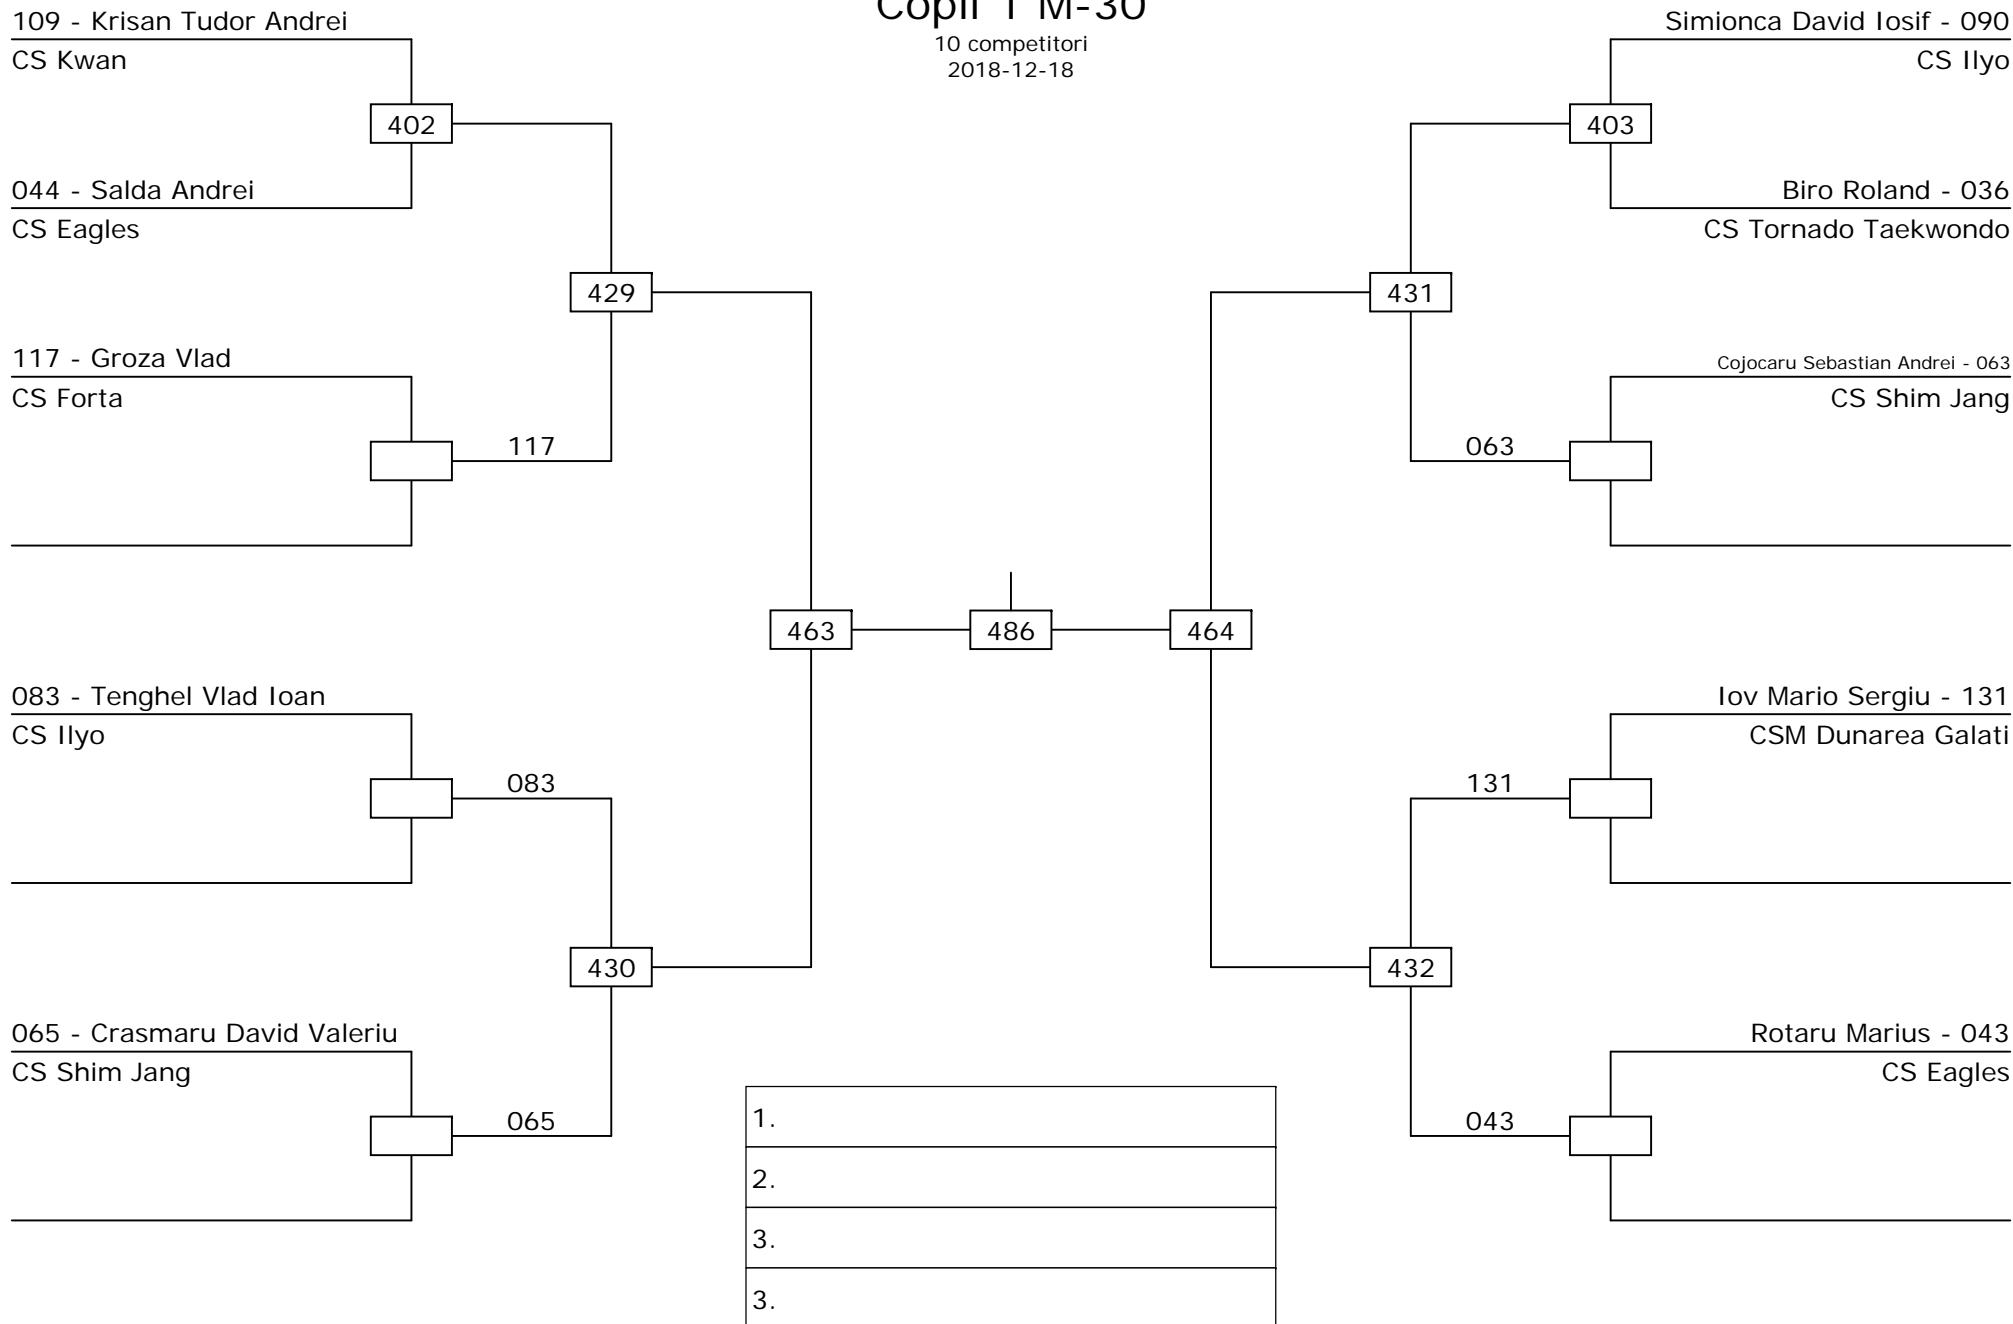 Copii 1 M-30
10 competitori
2018-12-18
109 - Krisan Tudor Andrei
CS Kwan
402
044 - Salda Andrei
CS Eagles
429
117 - Groza Vlad
CS Forta
117
463
083 - Tenghel Vlad Ioan
CS Ilyo
083
430
065 - Crasmaru David Valeriu
CS Shim Jang
065
486
Simionca David Iosif - 090
CS Ilyo
403
Biro Roland - 036
CS Tornado Taekwondo
431
Cojocaru Sebastian Andrei - 063
CS Shim Jang
063
464
Iov Mario Sergiu - 131
CSM Dunarea Galati
131
432
Rotaru Marius - 043
CS Eagles
043
1.
2.
3.
3.